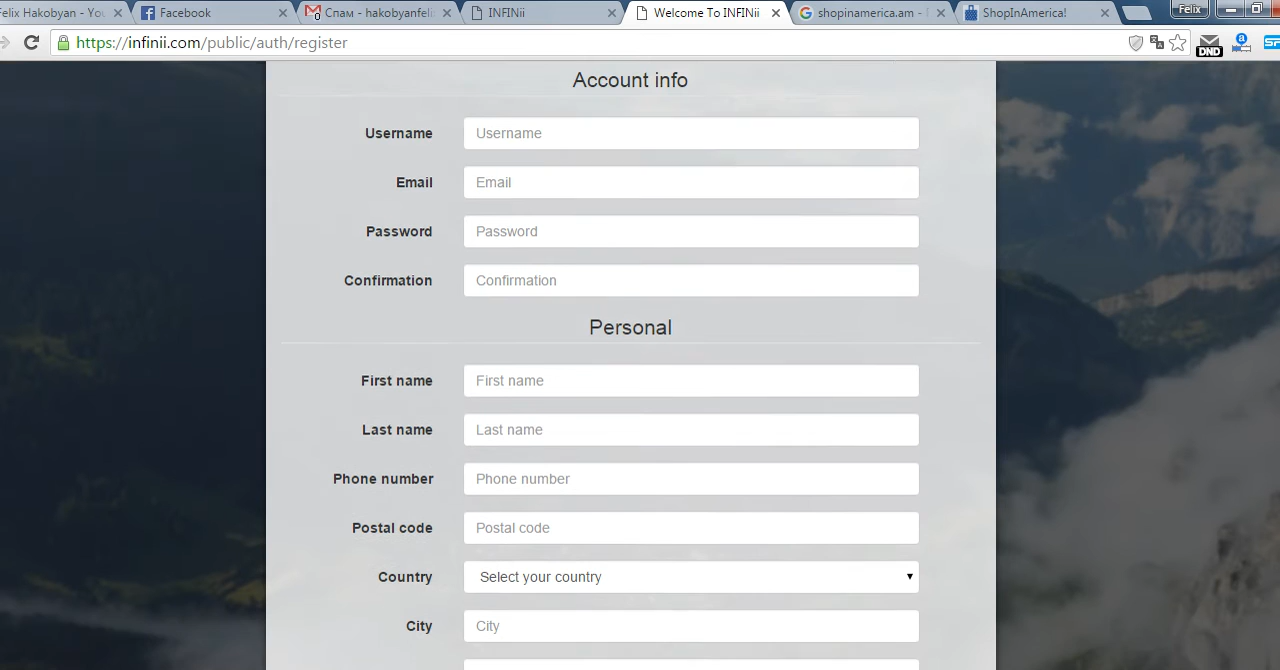 Felix Hakobyan - You
Facebook
Спам - hakobyanfeli
INFINii
Welcome To INFINii
shopinamerica.am -
ShopInAmerica!
Felix
https://infinii.com/public/auth/register
DND
Account info
Username Username
Email Email
Password Password
Confirmation Confirmation
Personal
First name First name
Last name Last name
Phone number Phone number
Postal code Postal code
Country Select your country
City City